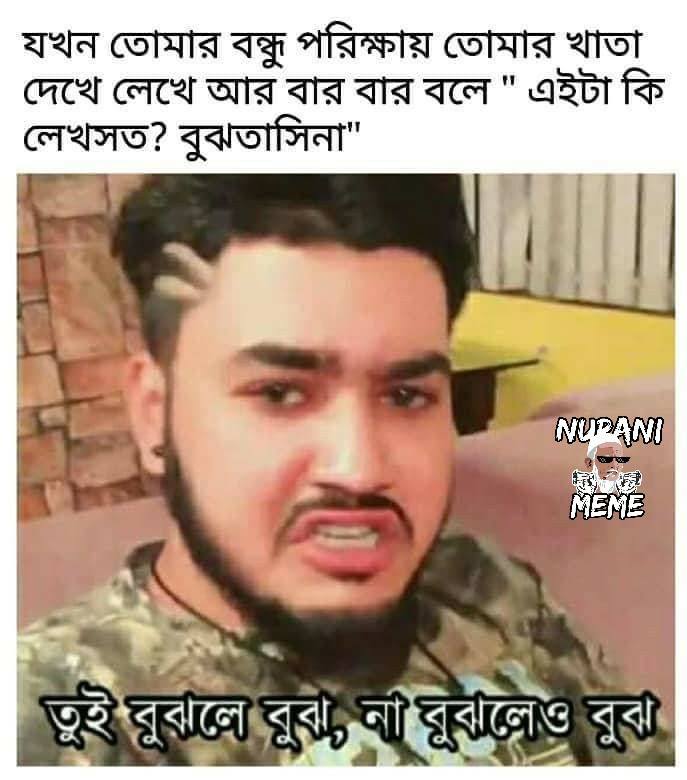 যখন তোমার বন্ধু পরিক্ষায় তোমার খাতা
দেখে লেখে আর বার বার বলে " এইটা কি
লেখসত? বুঝতাসিনা"
NURANI
MEME
তুই বুঝলে বুঝ, না বুঝলেও বুঝ